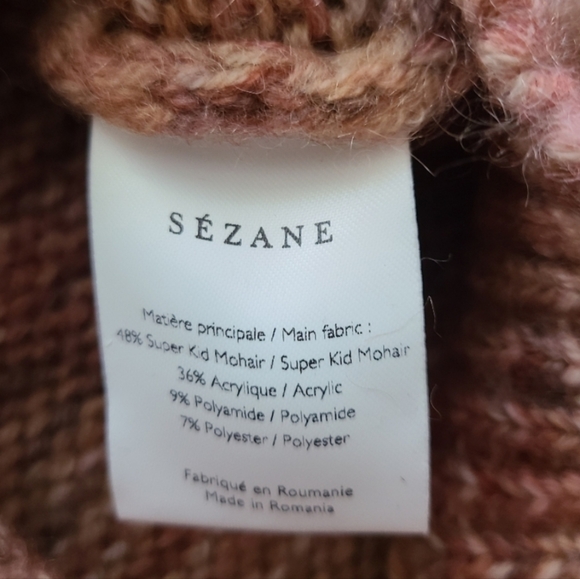 SÉZANE
Matière principale / Main fabric :
48% Super Kid Mohair / Super Kid Mohair
36% Acrylique / Acrylic
9% Polyamide / Polyamide
7% Polyester / Polyester
Fabriqué en Roumanie
Made in Romania